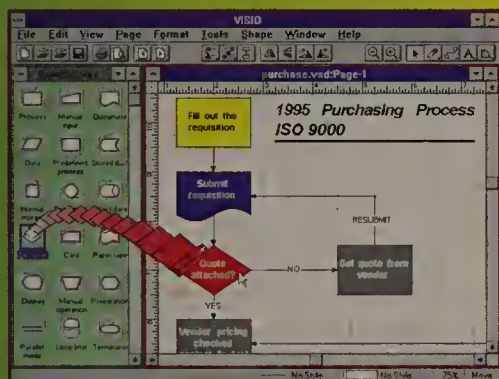 VISIO
File Edit View Page Format Tools Shape Window Help
purchase.vsd:Page-1
Process Manual input Document
Data Predefined process Stored data
Internal
Card Paper tape
Display Manual operation Preparation
Parallel mode Loop limit Terminator
1995 Purchasing Process
ISO 9000
Fill out the
requisition
Submit
requisition
RESUBMIT
Quote
attached?
NO
Get quote from
vendor
YES
Vendor pricing
checked
No Style No Style 75% Move